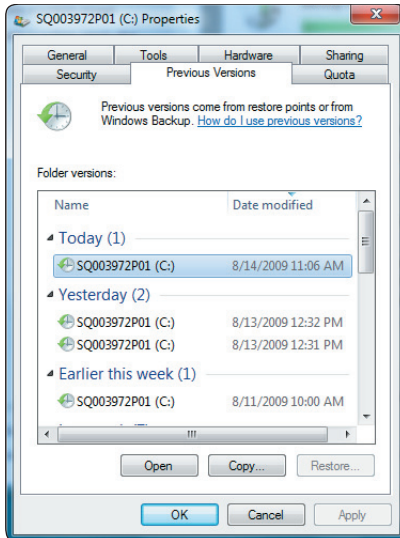 SQ003972P01 (C:) Properties
General Tools Hardware Sharing
Security Previous Versions Quota
Previous versions come from restore points or from
Windows Backup. How do I use previous versions?
Folder versions:
Name Date modified
Today (1)
SQ003972P01 (C:) 8/14/2009 11:06 AM
Yesterday (2)
SQ003972P01 (C:) 8/13/2009 12:32 PM
SQ003972P01 (C:) 8/13/2009 12:31 PM
Earlier this week (1)
SQ003972P01 (C:) 8/11/2009 10:00 AM
Open Copy... Restore...
OK Cancel Apply